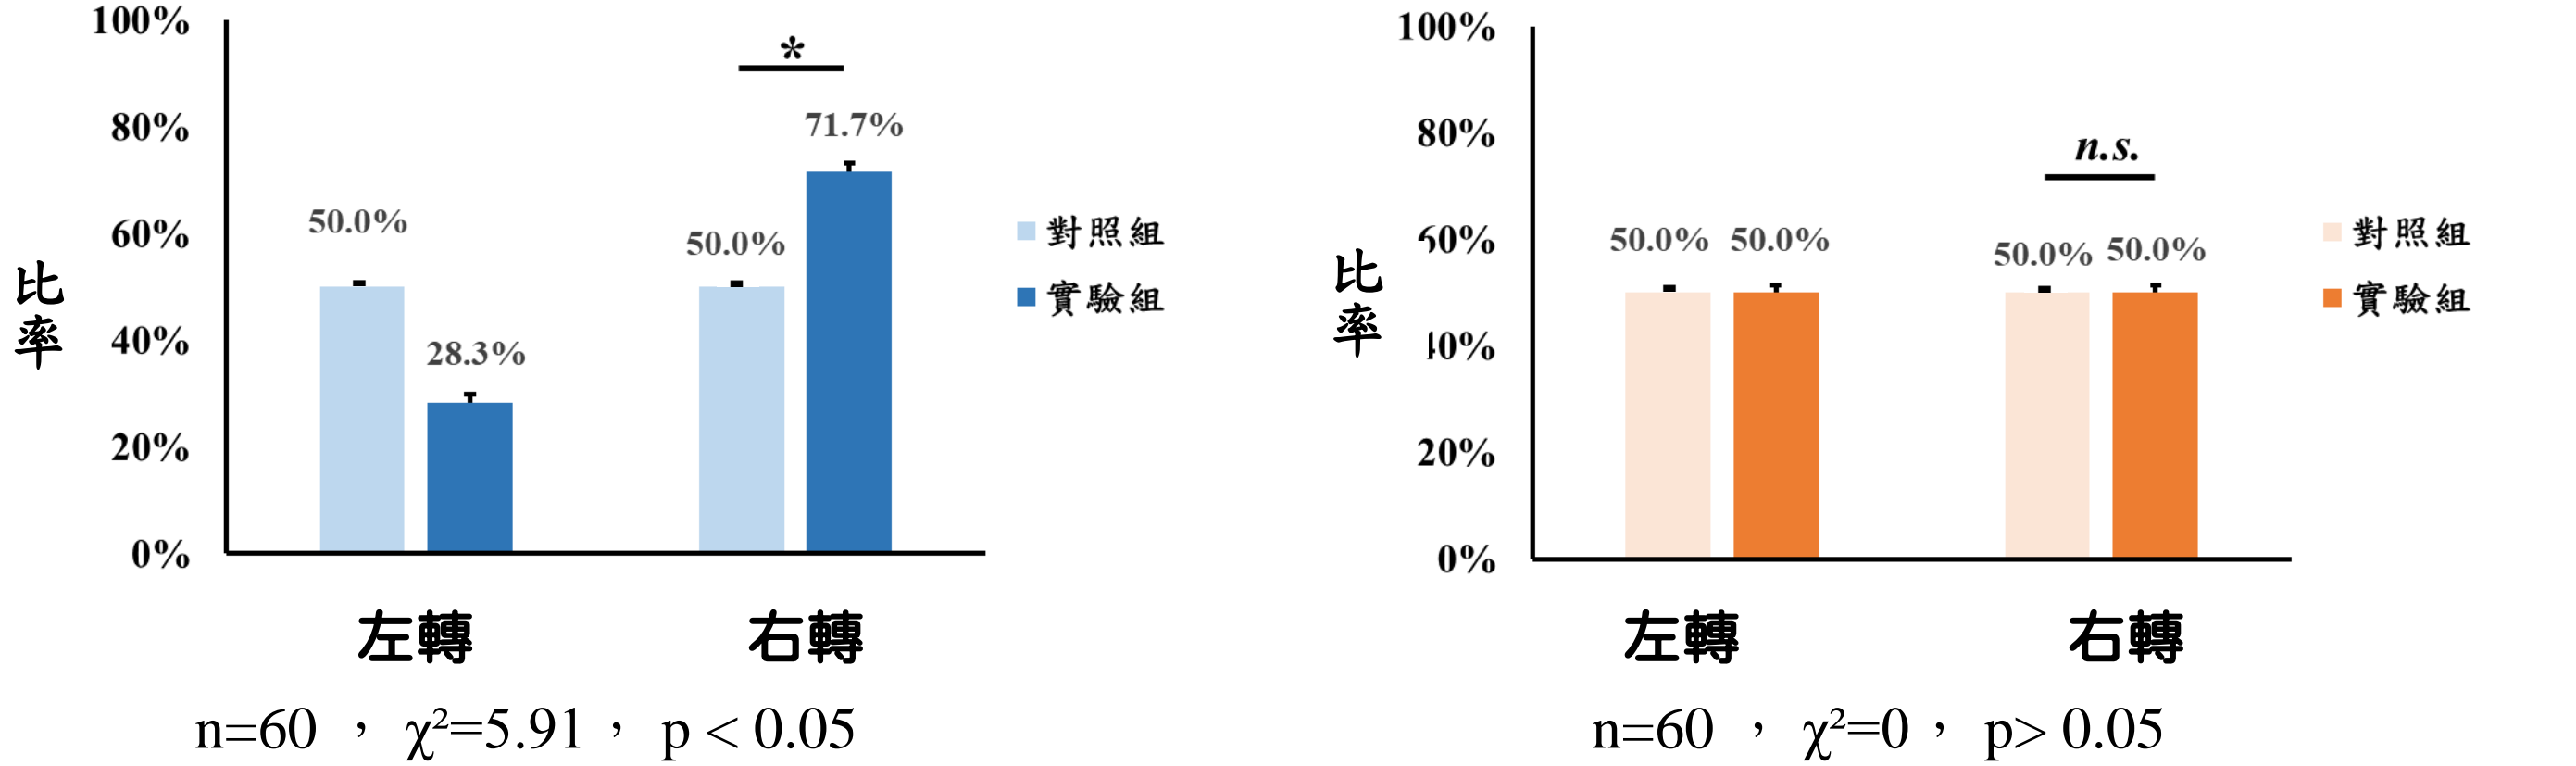 100%
80%
60%
40%
20%
0%
比率
50.0%
28.3%
50.0%
71.7%
*
對照組
實驗組
左轉
右轉
n=60 ， χ²=5.91， p < 0.05
100%
80%
60%
40%
20%
0%
比率
50.0% 50.0%
50.0% 50.0%
n.s.
對照組
實驗組
左轉
右轉
n=60 ， χ²=0， p> 0.05